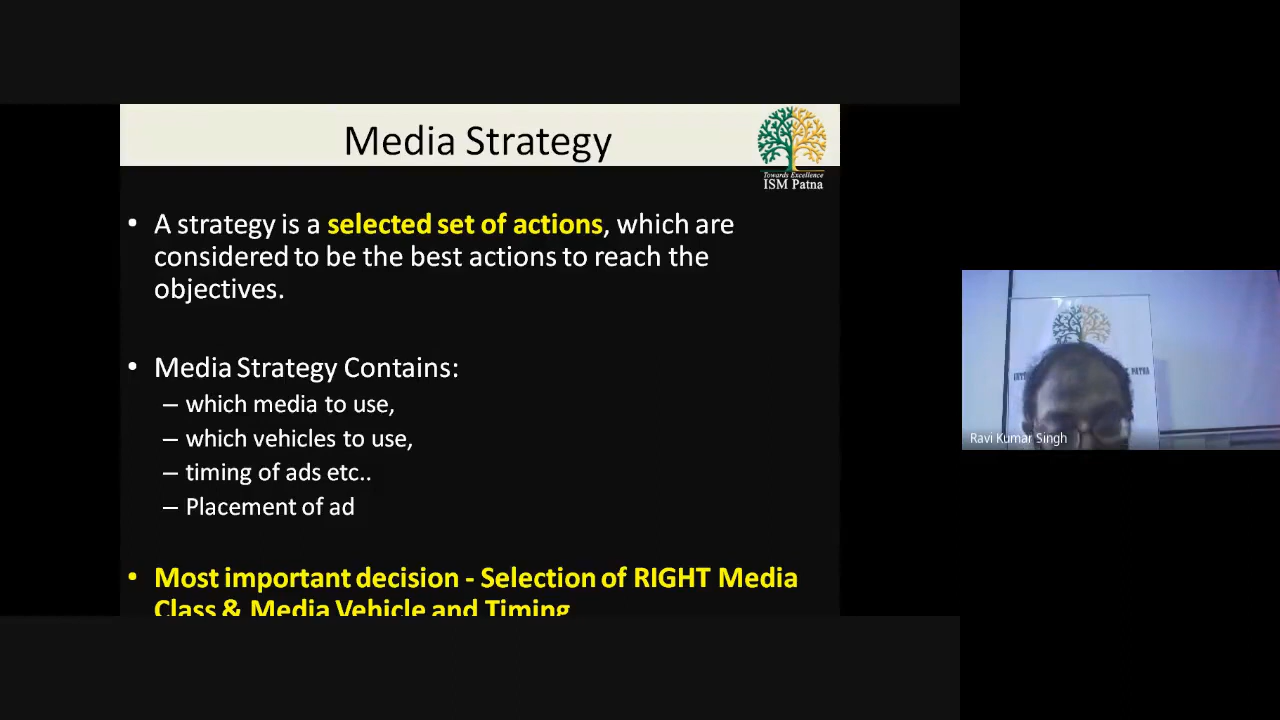 Media Strategy
Towards Excellence
ISM Patna
• A strategy is a selected set of actions, which are
considered to be the best actions to reach the
objectives.
• Media Strategy Contains:
– which media to use,
– which vehicles to use,
– timing of ads etc..
– Placement of ad
• Most important decision - Selection of RIGHT Media
Class & Media Vehicle and Timing
PATNA
Ravi Kumar Singh